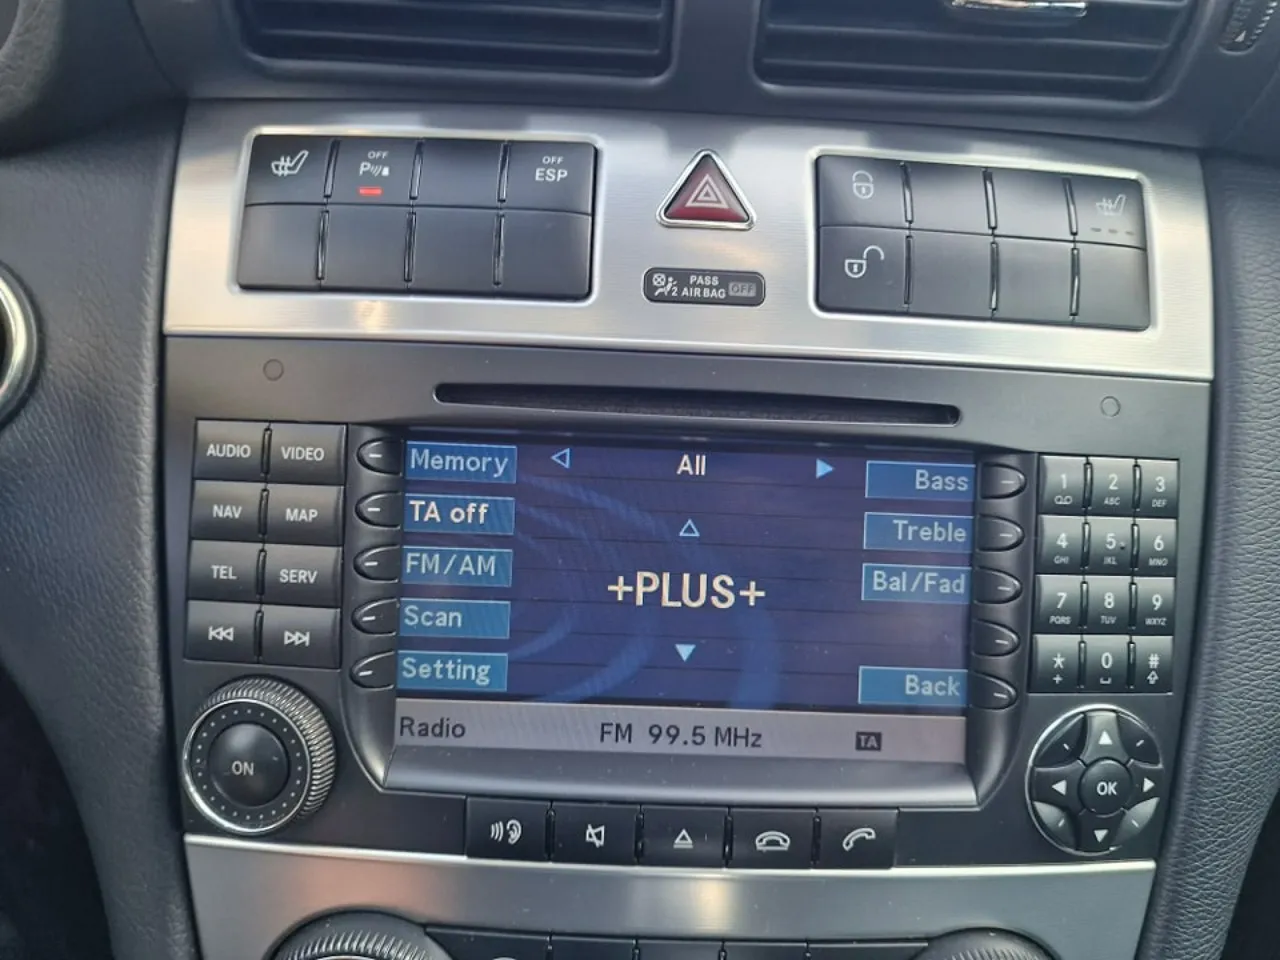 OFF
P
OFF
ESP
PASS
2 AIRBAG OFF
AUDIO VIDEO
NAV MAP
TEL SERV
ON
Memory
TA off
FM/AM
Scan
Setting
All
+PLUS+
Bass
Treble
Bal/Fad
Back
Radio FM 99.5 MHz TA
1 2 3
ABC DEF
4 5 6
GHI JKL MNO
7 8 9
PQRS TUV WXYZ
* 0 #
+
OK